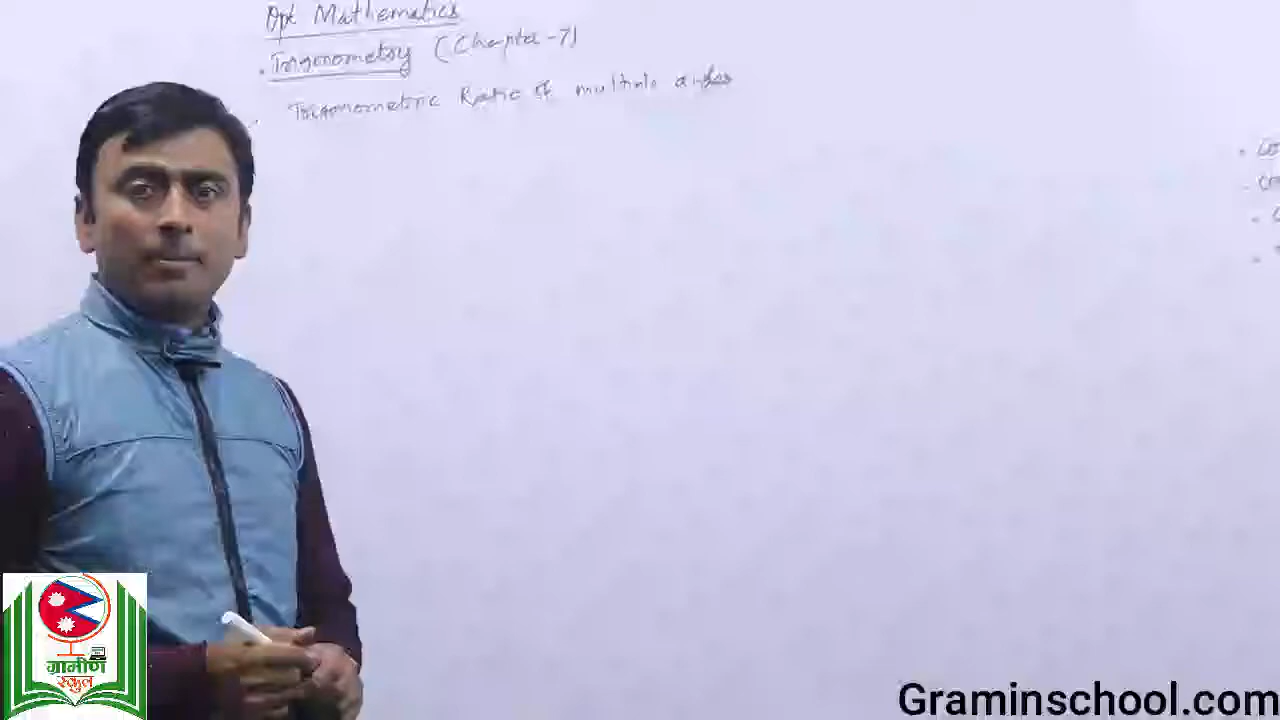 Opt Mathematics
Trigonometry (Chapter-7)
Trigonometric Ratio of multiple angles
ग्रामीण
स्कुल
Graminschool.com